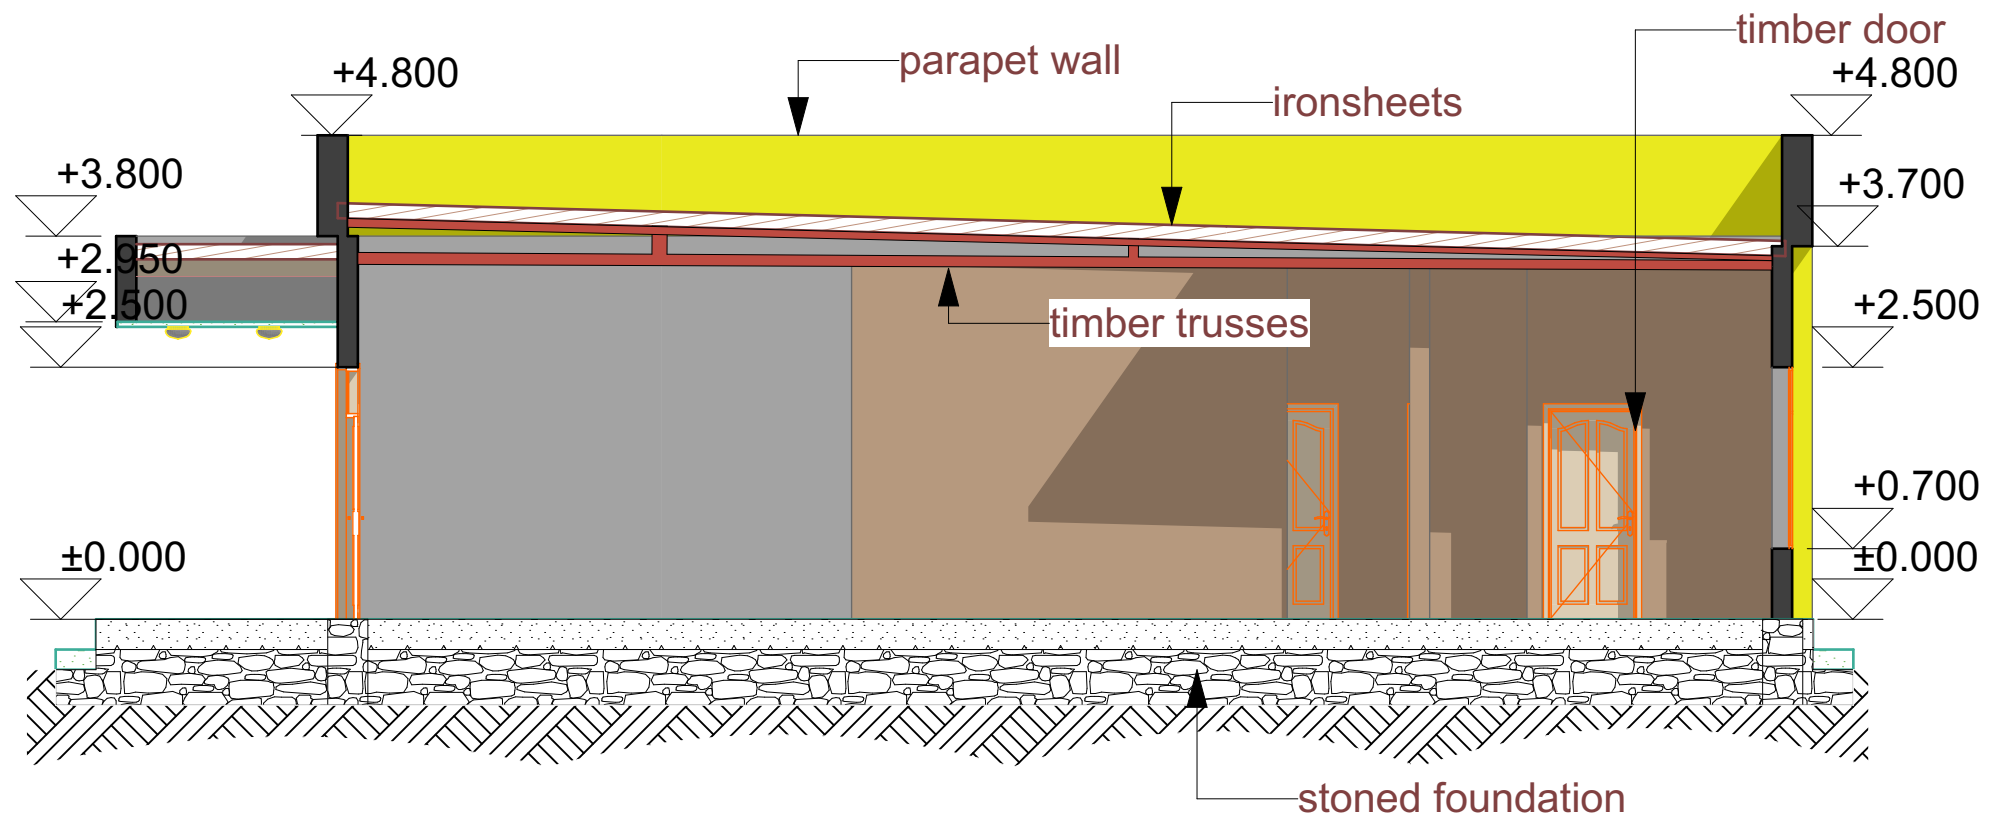 timber door
parapet wall
+4.800
+4.800
ironsheets
+3.800
+3.700
+2.950
+2.500
+2.500
timber trusses
+0.700
±0.000
±0.000
stoned foundation